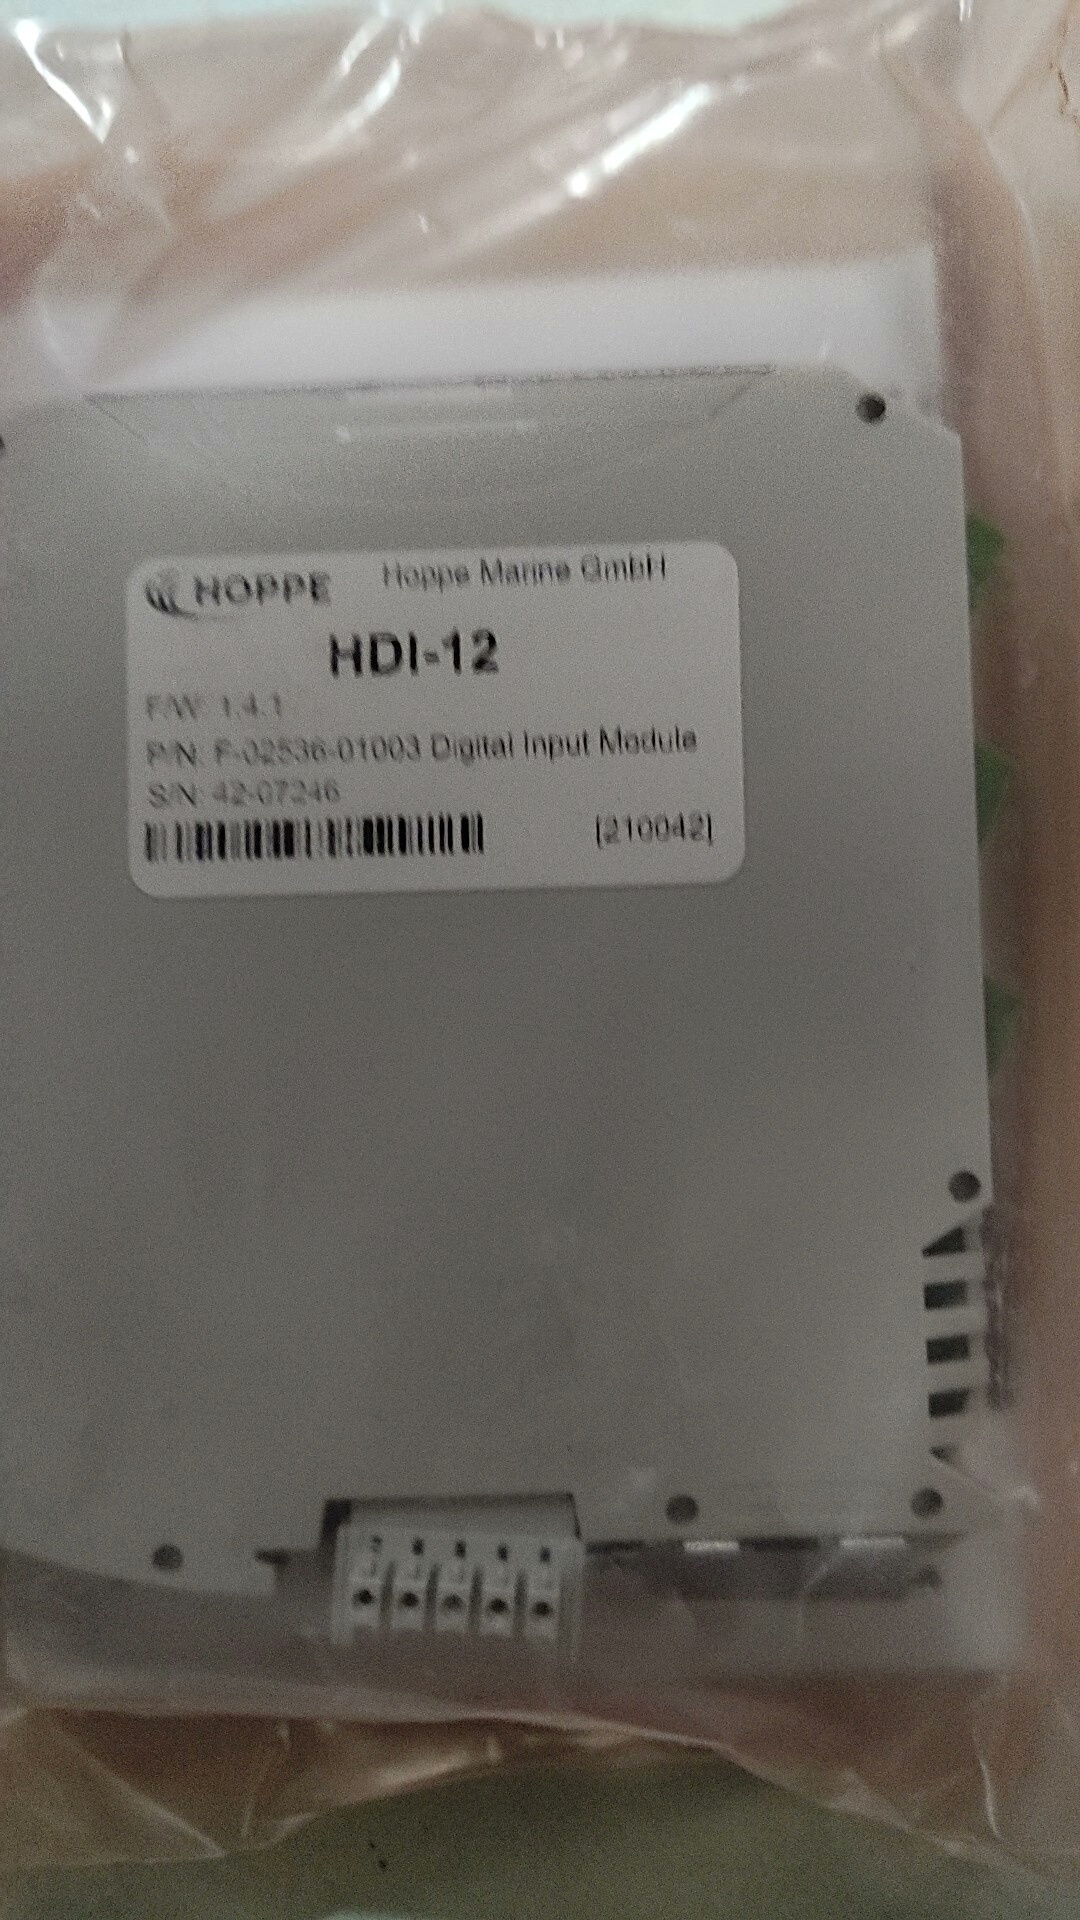 HOPPE Hoppe Marine GmbH
HDI-12
F/W: 1.4.1
P/N: F-02536-01003 Digital Input Module
S/N: 42-07246
[210042]